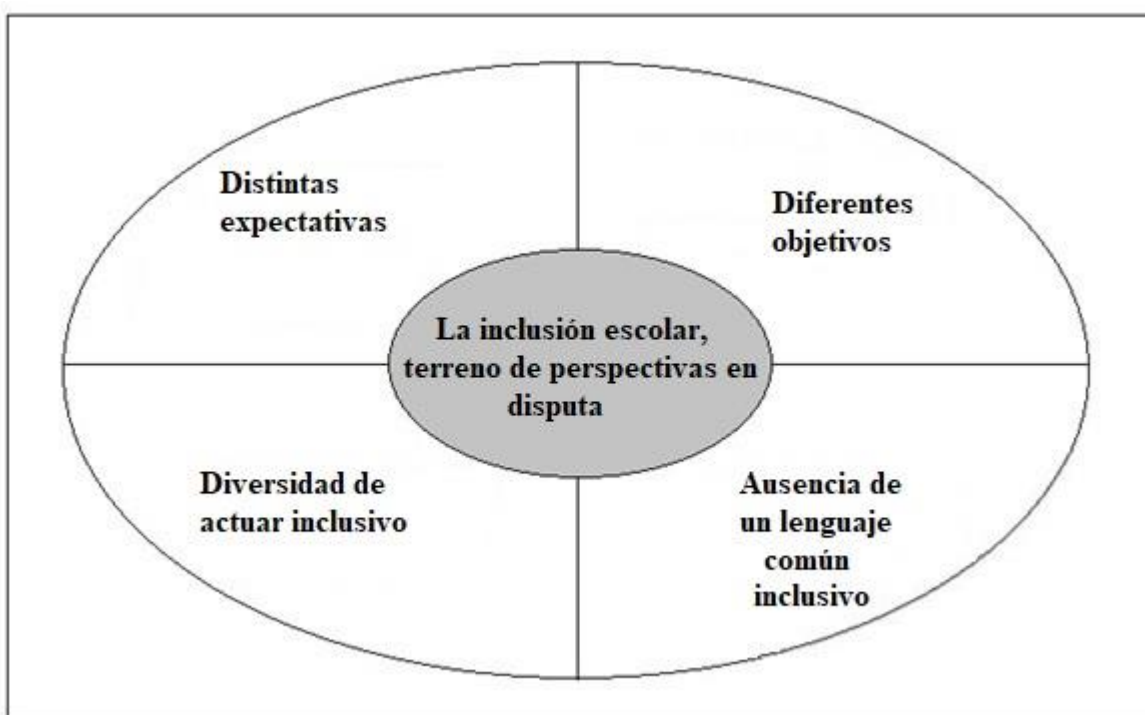 Distintas
expectativas
Diferentes
objetivos
La inclusión escolar,
terreno de perspectivas en
disputa
Diversidad de
actuar inclusivo
Ausencia de
un lenguaje
común
inclusivo